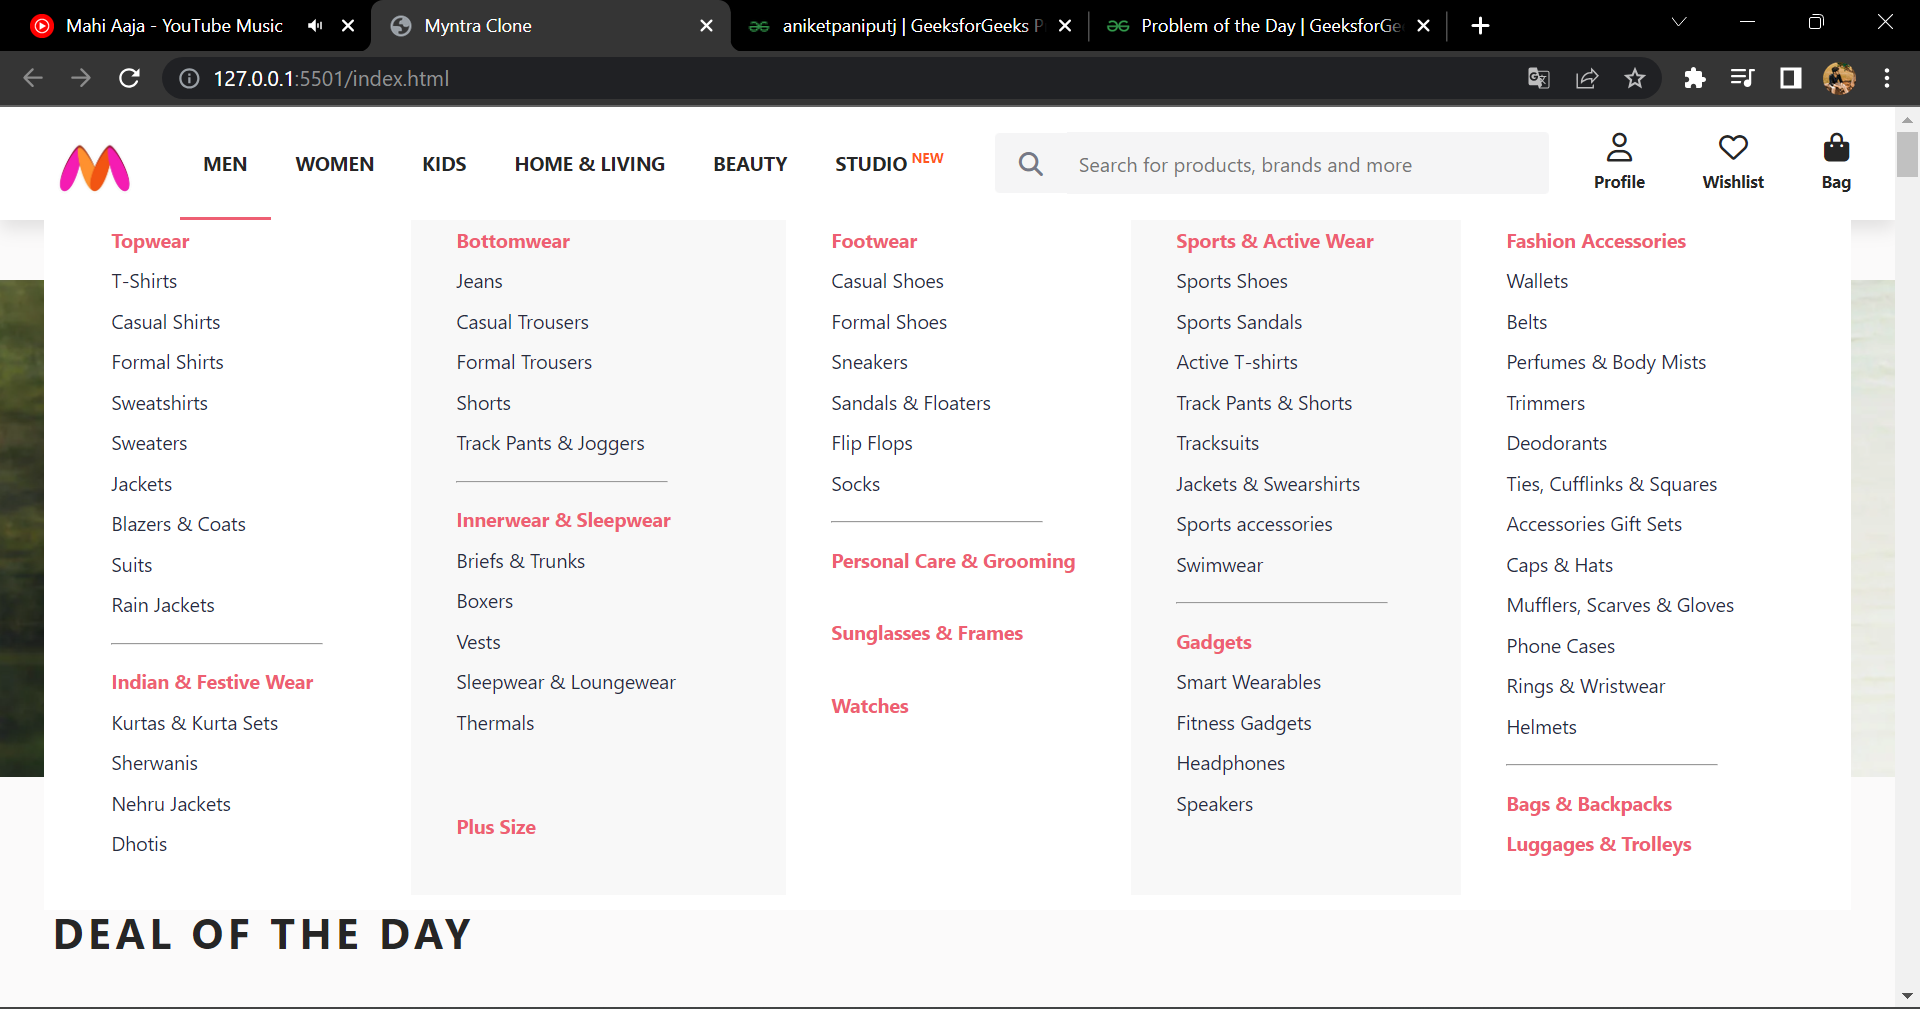 Mahi Aaja - YouTube Music
Myntra Clone
aniketpaniputj | GeeksforGeeks P
Problem of the Day | GeeksforGe
127.0.0.1:5501/index.html
MEN WOMEN KIDS HOME & LIVING BEAUTY STUDIO NEW
Search for products, brands and more
Profile Wishlist Bag
Topwear
T-Shirts
Casual Shirts
Formal Shirts
Sweatshirts
Sweaters
Jackets
Blazers & Coats
Suits
Rain Jackets
Indian & Festive Wear
Kurtas & Kurta Sets
Sherwanis
Nehru Jackets
Dhotis
Bottomwear
Jeans
Casual Trousers
Formal Trousers
Shorts
Track Pants & Joggers
Innerwear & Sleepwear
Briefs & Trunks
Boxers
Vests
Sleepwear & Loungewear
Thermals
Plus Size
Footwear
Casual Shoes
Formal Shoes
Sneakers
Sandals & Floaters
Flip Flops
Socks
Personal Care & Grooming
Sunglasses & Frames
Watches
Sports & Active Wear
Sports Shoes
Sports Sandals
Active T-shirts
Track Pants & Shorts
Tracksuits
Jackets & Swearshirts
Sports accessories
Swimwear
Gadgets
Smart Wearables
Fitness Gadgets
Headphones
Speakers
Fashion Accessories
Wallets
Belts
Perfumes & Body Mists
Trimmers
Deodorants
Ties, Cufflinks & Squares
Accessories Gift Sets
Caps & Hats
Mufflers, Scarves & Gloves
Phone Cases
Rings & Wristwear
Helmets
Bags & Backpacks
Luggages & Trolleys
DEAL OF THE DAY